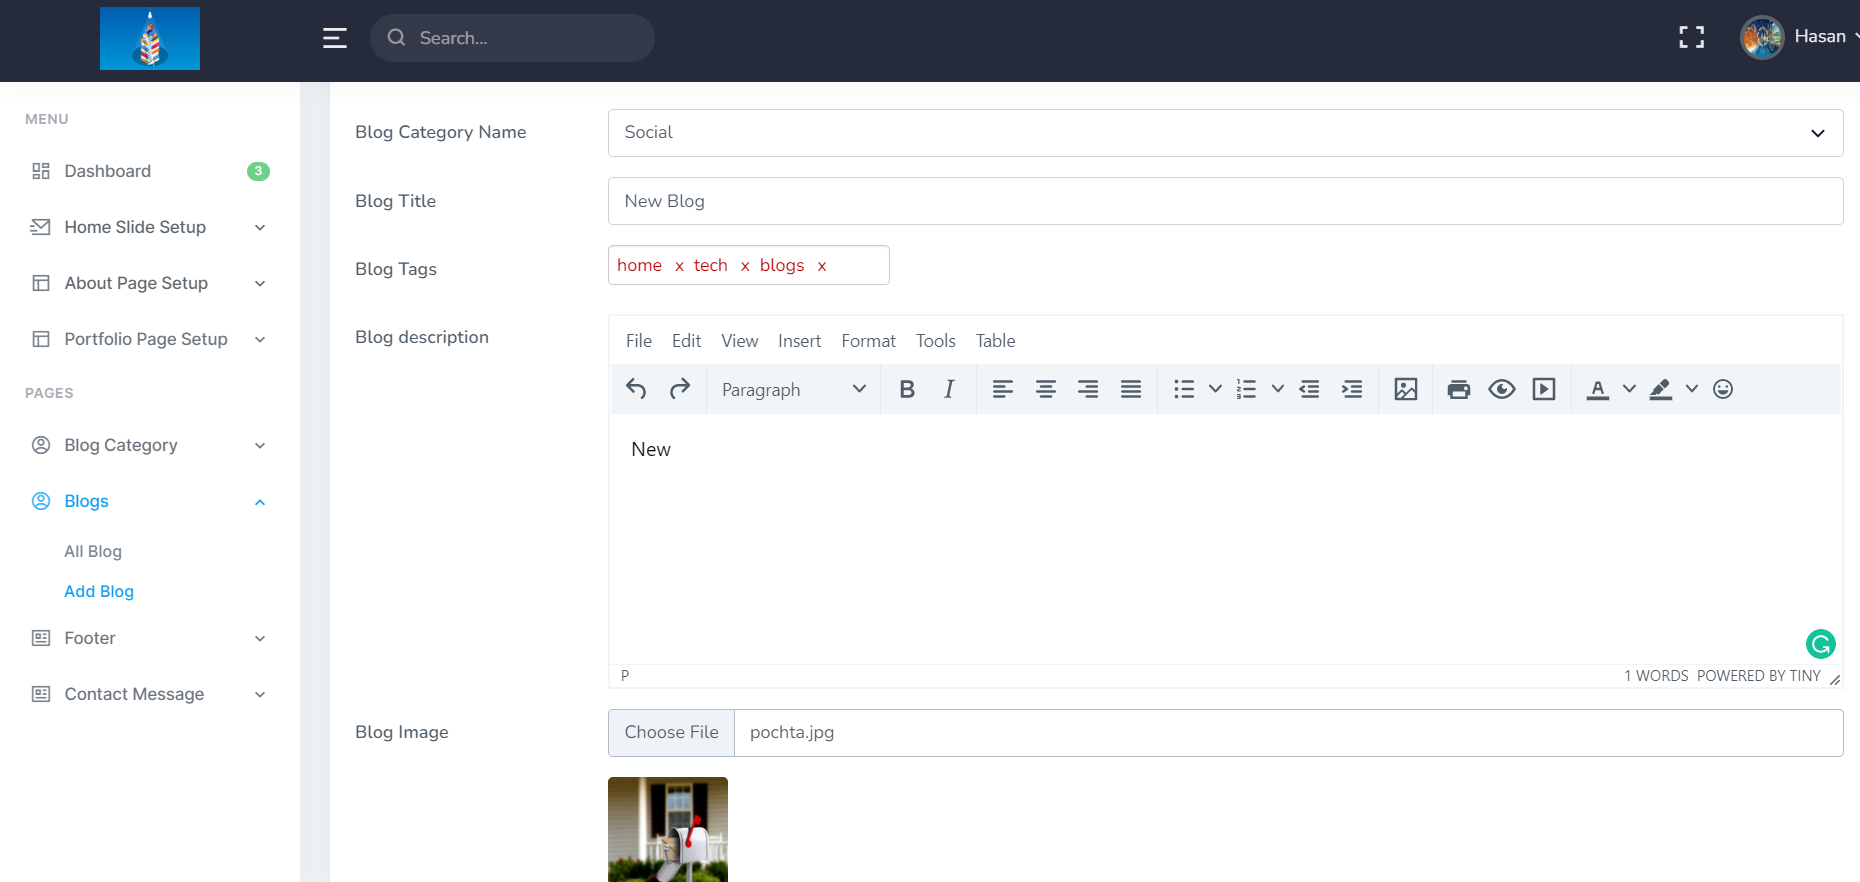 Search...
Hasan
MENU
Dashboard 3
Home Slide Setup
About Page Setup
Portfolio Page Setup
PAGES
Blog Category
Blogs
All Blog
Add Blog
Footer
Contact Message
Blog Category Name Social
Blog Title New Blog
Blog Tags home x tech x blogs x
Blog description
File Edit View Insert Format Tools Table
Paragraph B I A
New
P 1 WORDS POWERED BY TINY
Blog Image Choose File pochta.jpg